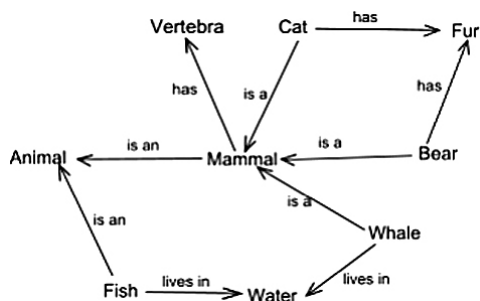 Vertebra
Cat
has
Fur
has
is a
has
Animal
is an
Mammal
is a
Bear
is an
is a
Whale
Fish
lives in
Water
lives in